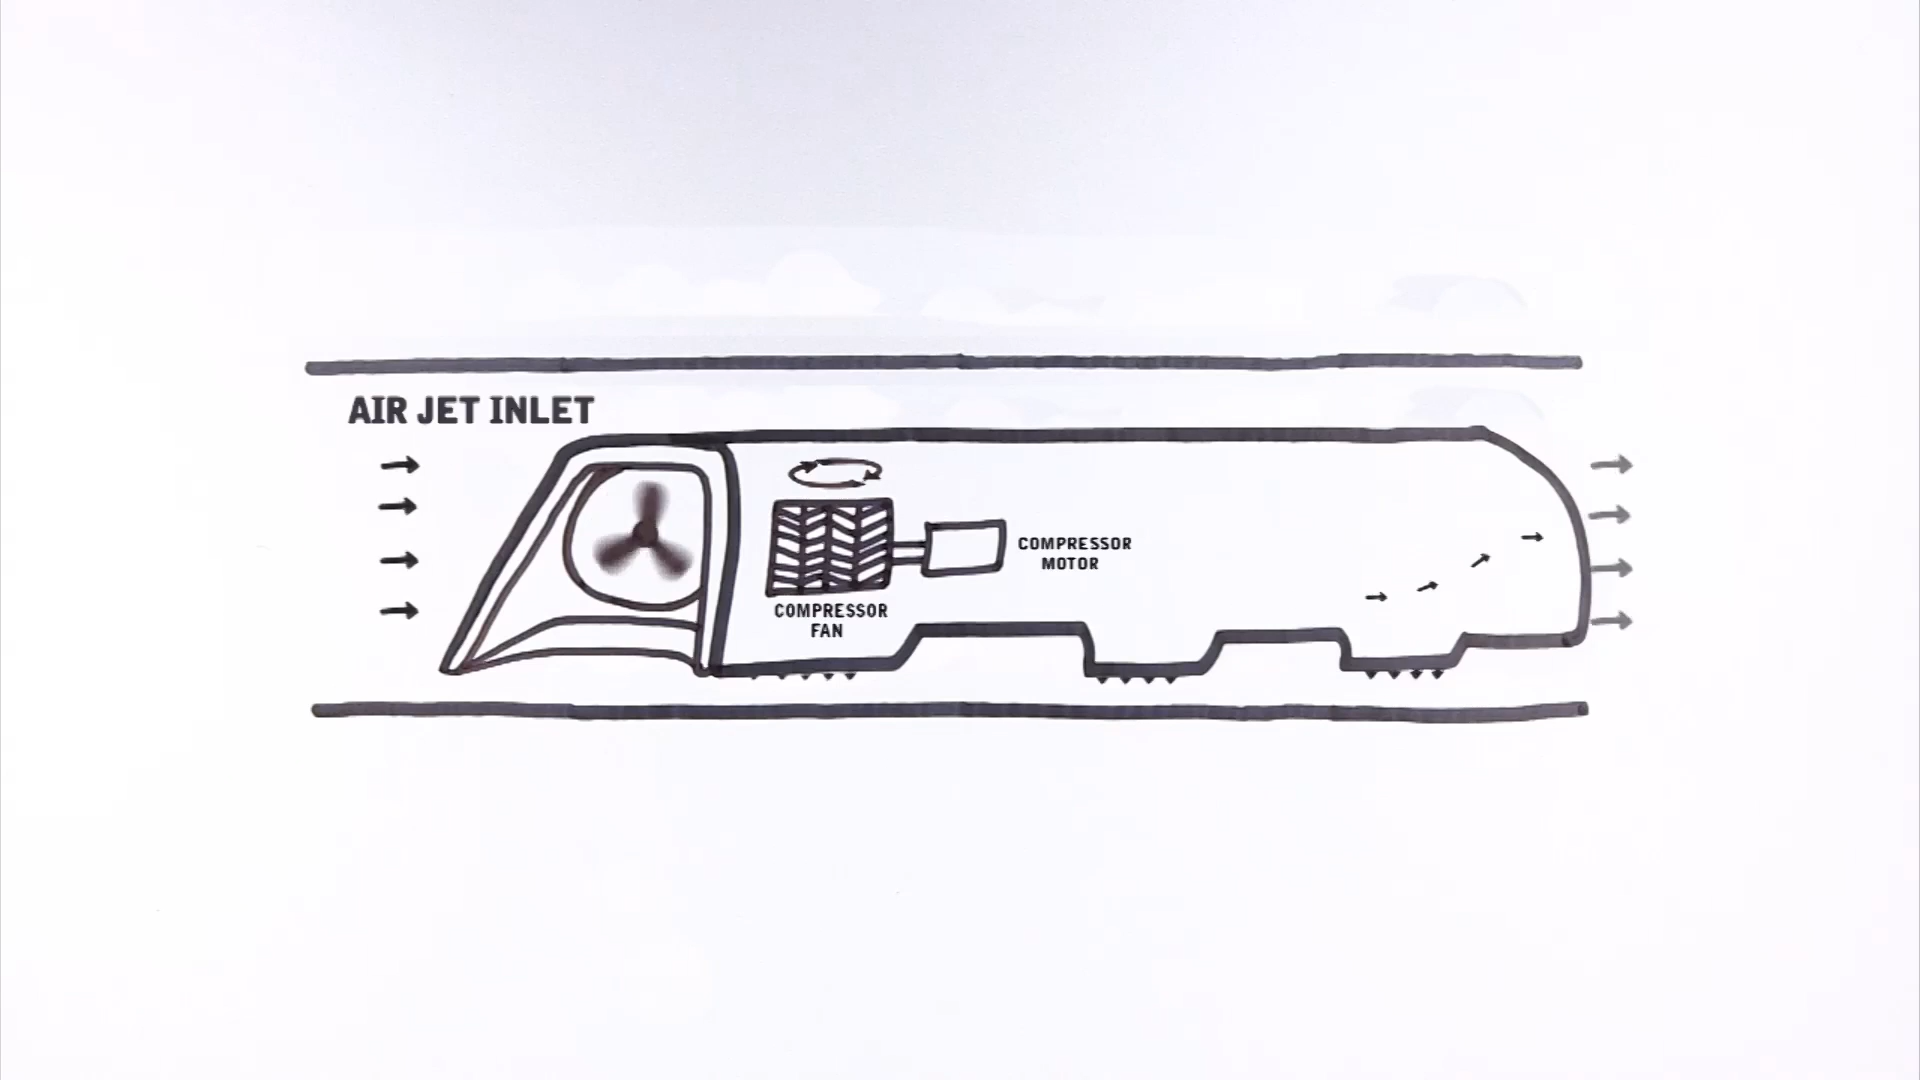 AIR JET INLET
COMPRESSOR
MOTOR
COMPRESSOR
FAN